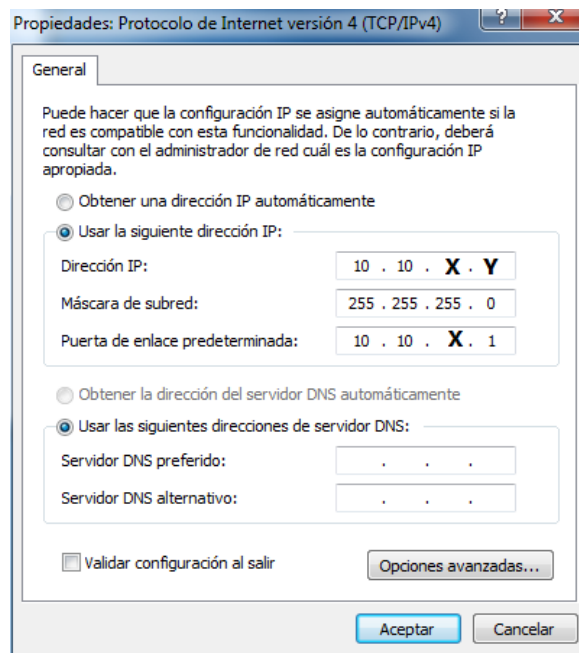 Propiedades: Protocolo de Internet versión 4 (TCP/IPv4)
? X
General
Puede hacer que la configuración IP se asigne automáticamente si la
red es compatible con esta funcionalidad. De lo contrario, deberá
consultar con el administrador de red cuál es la configuración IP
apropiada.
Obtener una dirección IP automáticamente
Usar la siguiente dirección IP:
Dirección IP: 10 . 10 . X . Y
Máscara de subred: 255 . 255 . 255 . 0
Puerta de enlace predeterminada: 10 . 10 . X . 1
Obtener la dirección del servidor DNS automáticamente
Usar las siguientes direcciones de servidor DNS:
Servidor DNS preferido: . . .
Servidor DNS alternativo: . . .
Validar configuración al salir Opciones avanzadas...
Aceptar Cancelar